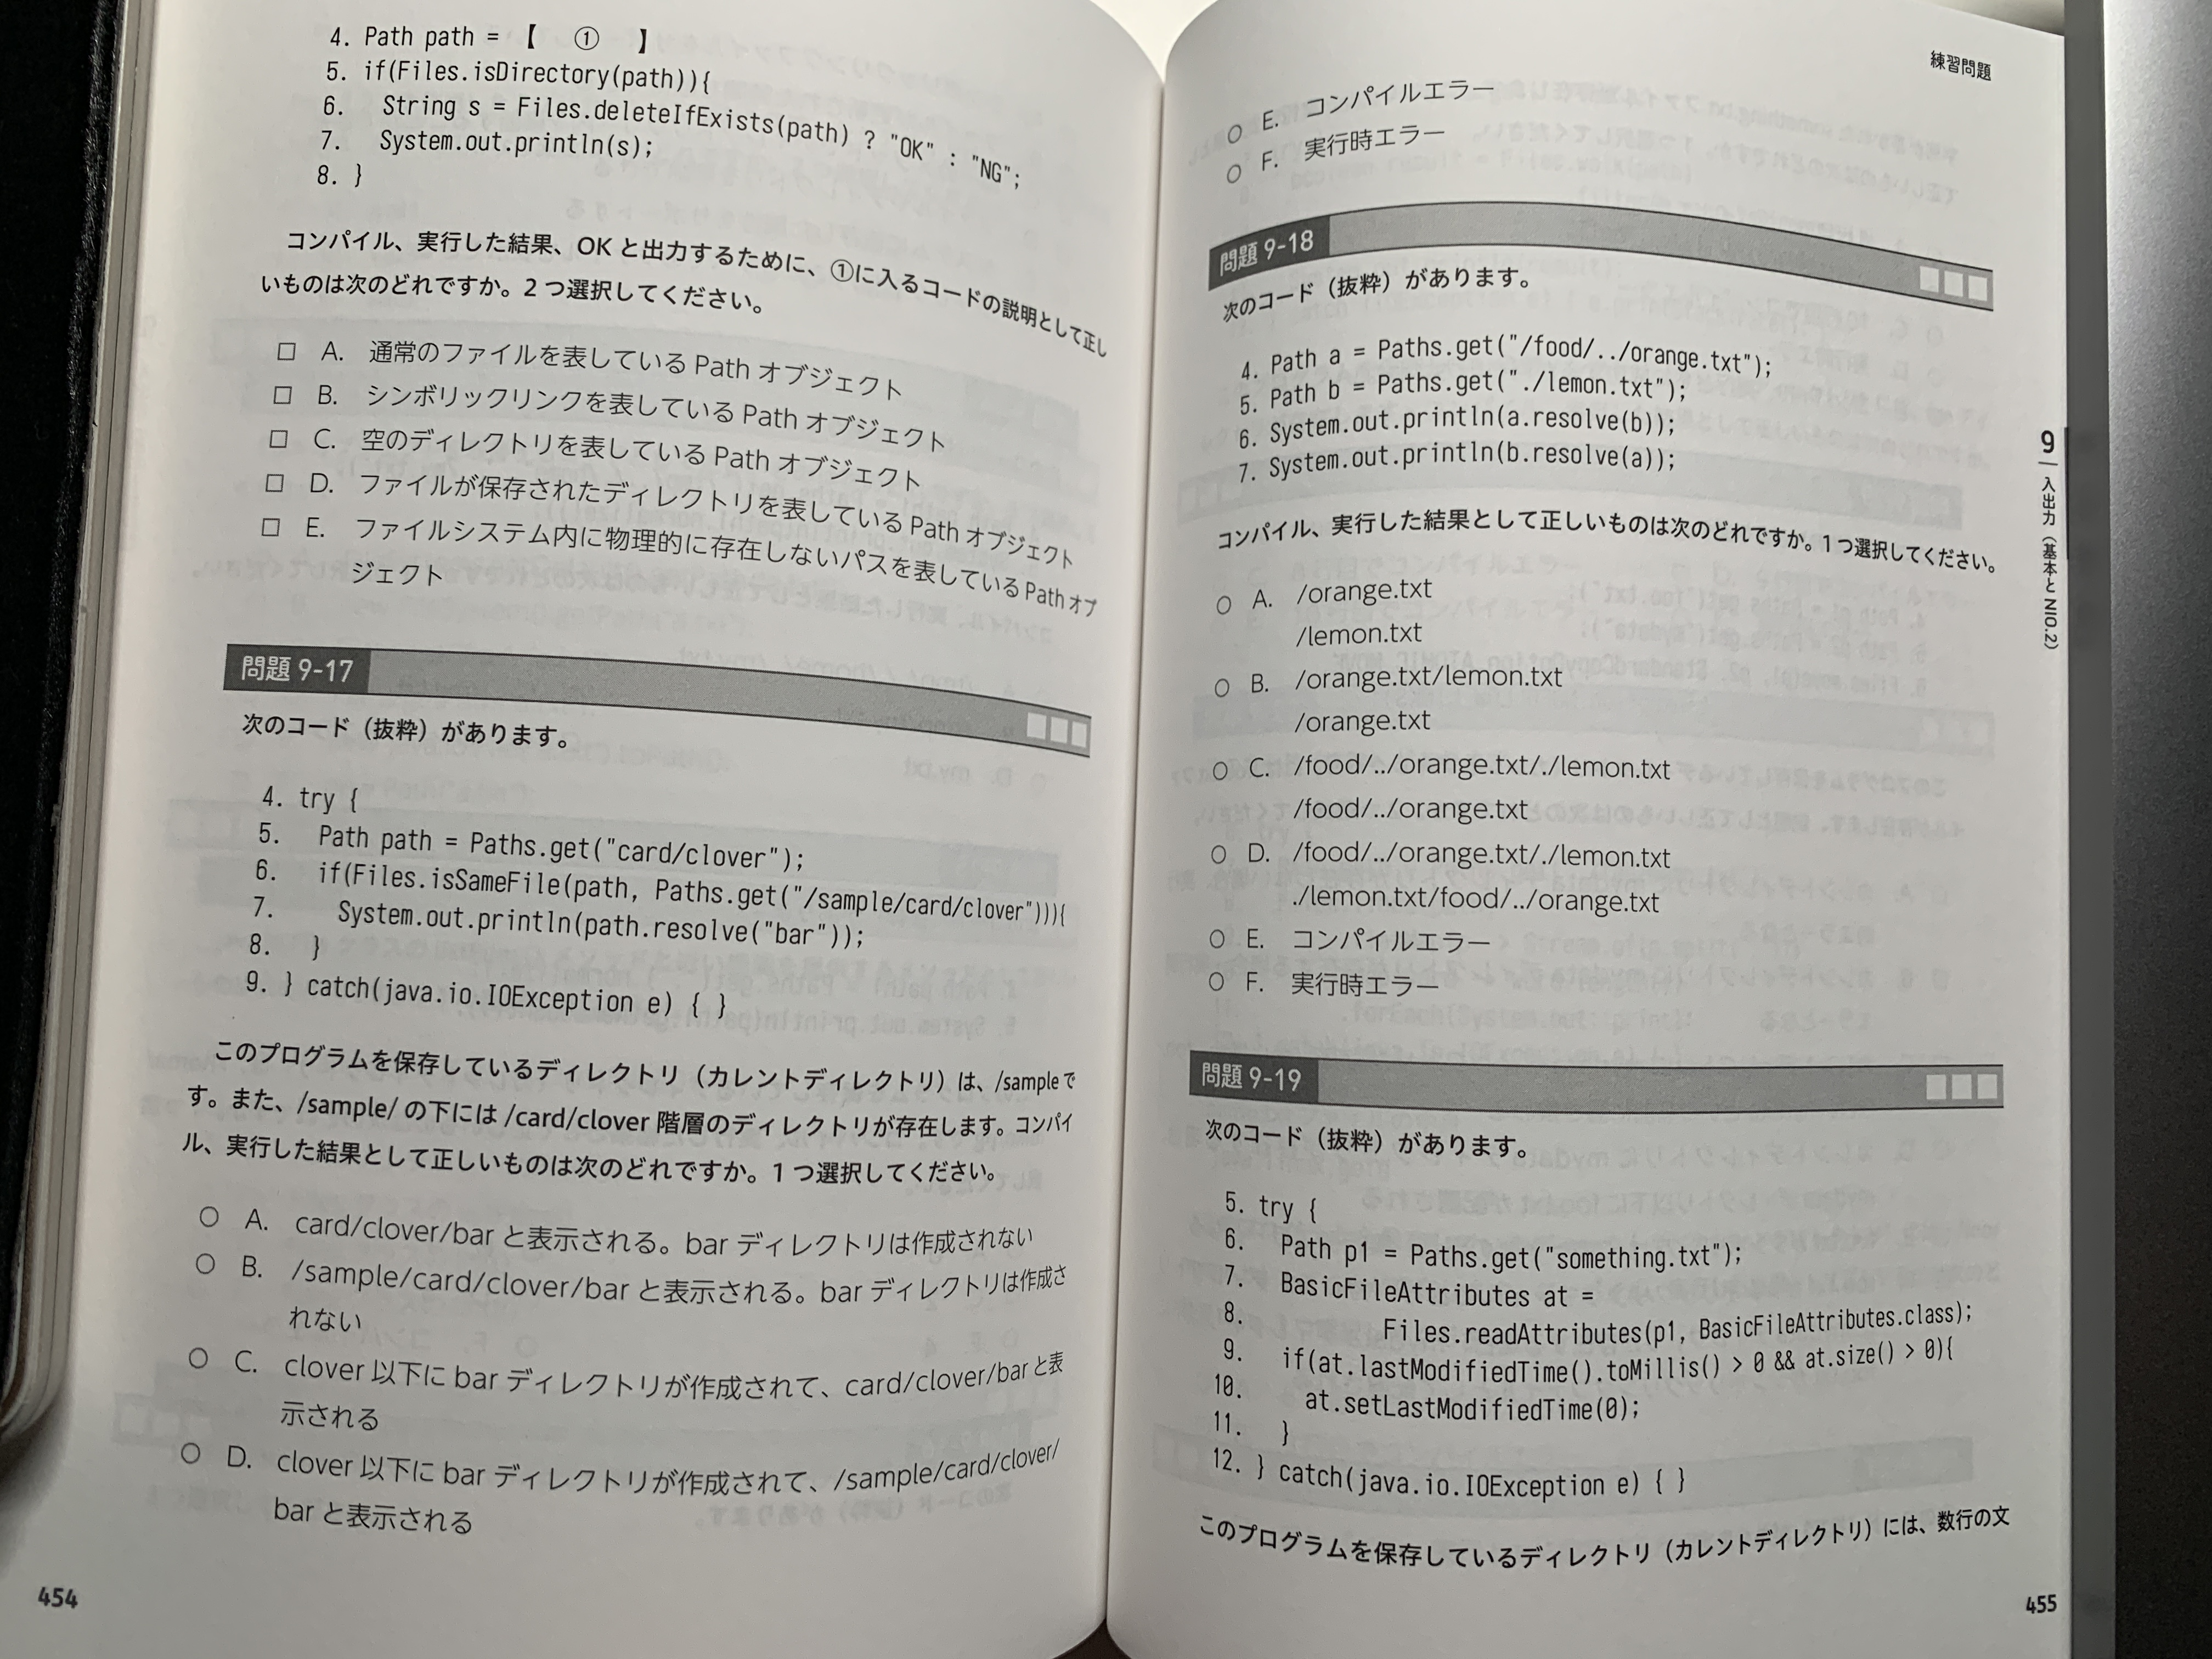 4. Path path = 【 ① 】
5. if(Files.isDirectory(path)){
6. String s = Files.deleteIfExists(path) ? "OK" : "NG";
7. System.out.println(s);
8. }
コンパイル、実行した結果、OK と出力するために、①に入るコードの説明として正し
いものは次のどれですか。2 つ選択してください。
□ A. 通常のファイルを表している Path オブジェクト
□ B. シンボリックリンクを表している Path オブジェクト
□ C. 空のディレクトリを表している Path オブジェクト
□ D. ファイルが保存されたディレクトリを表している Path オブジェクト
□ E. ファイルシステム内に物理的に存在しないパスを表している Path オブ
ジェクト
問題 9-17
次のコード（抜粋）があります。
4. try {
5. Path path = Paths.get("card/clover");
6. if(Files.isSameFile(path, Paths.get("/sample/card/clover"))){
7. System.out.println(path.resolve("bar"));
8. }
9. } catch(java.io.IOException e) { }
このプログラムを保存しているディレクトリ（カレントディレクトリ）は、/sample で
す。また、/sample/ の下には /card/clover 階層のディレクトリが存在します。コンパイ
ル、実行した結果として正しいものは次のどれですか。1 つ選択してください。
○ A. card/clover/bar と表示される。bar ディレクトリは作成されない
○ B. /sample/card/clover/bar と表示される。bar ディレクトリは作成さ
れない
○ C. clover 以下に bar ディレクトリが作成されて、card/clover/bar と表
示される
○ D. clover 以下に bar ディレクトリが作成されて、/sample/card/clover/
bar と表示される
454
練習問題
○ E. コンパイルエラー
○ F. 実行時エラー
問題 9-18
次のコード（抜粋）があります。
4. Path a = Paths.get("/food/../orange.txt");
5. Path b = Paths.get("./lemon.txt");
6. System.out.println(a.resolve(b));
7. System.out.println(b.resolve(a));
コンパイル、実行した結果として正しいものは次のどれですか。1 つ選択してください。
○ A. /orange.txt
/lemon.txt
○ B. /orange.txt/lemon.txt
/orange.txt
○ C. /food/../orange.txt/./lemon.txt
/food/../orange.txt
○ D. /food/../orange.txt/./lemon.txt
./lemon.txt/food/../orange.txt
○ E. コンパイルエラー
○ F. 実行時エラー
問題 9-19
次のコード（抜粋）があります。
5. try {
6. Path p1 = Paths.get("something.txt");
7. BasicFileAttributes at =
8. Files.readAttributes(p1, BasicFileAttributes.class);
9. if(at.lastModifiedTime().toMillis() > 0 && at.size() > 0){
10. at.setLastModifiedTime(0);
11. }
12. } catch(java.io.IOException e) { }
このプログラムを保存しているディレクトリ（カレントディレクトリ）には、数行の文
9 入出力（基本と NIO.2）
455